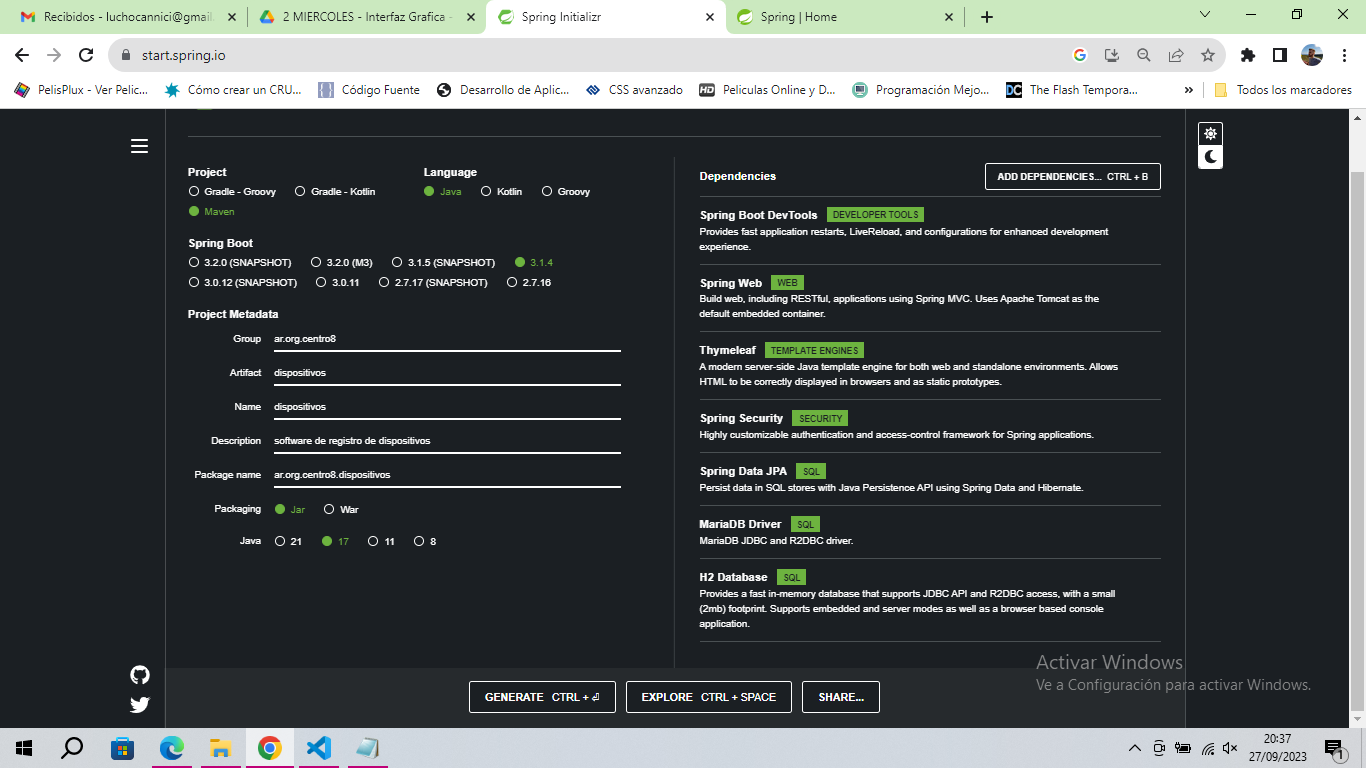 Recibidos - luchocannici@gmail.
2 MIERCOLES - Interfaz Grafica -
Spring Initializr
Spring | Home
start.spring.io
PelisPlux - Ver Pelic...
Cómo crear un CRU...
Código Fuente
Desarrollo de Aplic...
CSS avanzado
HD Peliculas Online y D...
Programación Mejo...
DC The Flash Tempora...
»
Todos los marcadores
Project
Gradle - Groovy
Gradle - Kotlin
Maven
Language
Java
Kotlin
Groovy
Spring Boot
3.2.0 (SNAPSHOT)
3.2.0 (M3)
3.1.5 (SNAPSHOT)
3.1.4
3.0.12 (SNAPSHOT)
3.0.11
2.7.17 (SNAPSHOT)
2.7.16
Project Metadata
Group ar.org.centro8
Artifact dispositivos
Name dispositivos
Description software de registro de dispositivos
Package name ar.org.centro8.dispositivos
Packaging Jar War
Java 21 17 11 8
Dependencies
ADD DEPENDENCIES... CTRL + B
Spring Boot DevTools DEVELOPER TOOLS
Provides fast application restarts, LiveReload, and configurations for enhanced development
experience.
Spring Web WEB
Build web, including RESTful, applications using Spring MVC. Uses Apache Tomcat as the
default embedded container.
Thymeleaf TEMPLATE ENGINES
A modern server-side Java template engine for both web and standalone environments. Allows
HTML to be correctly displayed in browsers and as static prototypes.
Spring Security SECURITY
Highly customizable authentication and access-control framework for Spring applications.
Spring Data JPA SQL
Persist data in SQL stores with Java Persistence API using Spring Data and Hibernate.
MariaDB Driver SQL
MariaDB JDBC and R2DBC driver.
H2 Database SQL
Provides a fast in-memory database that supports JDBC API and R2DBC access, with a small
(2mb) footprint. Supports embedded and server modes as well as a browser based console
application.
GENERATE CTRL + ⏎
EXPLORE CTRL + SPACE
SHARE...
Activar Windows
Ve a Configuración para activar Windows.
20:37
27/09/2023
1